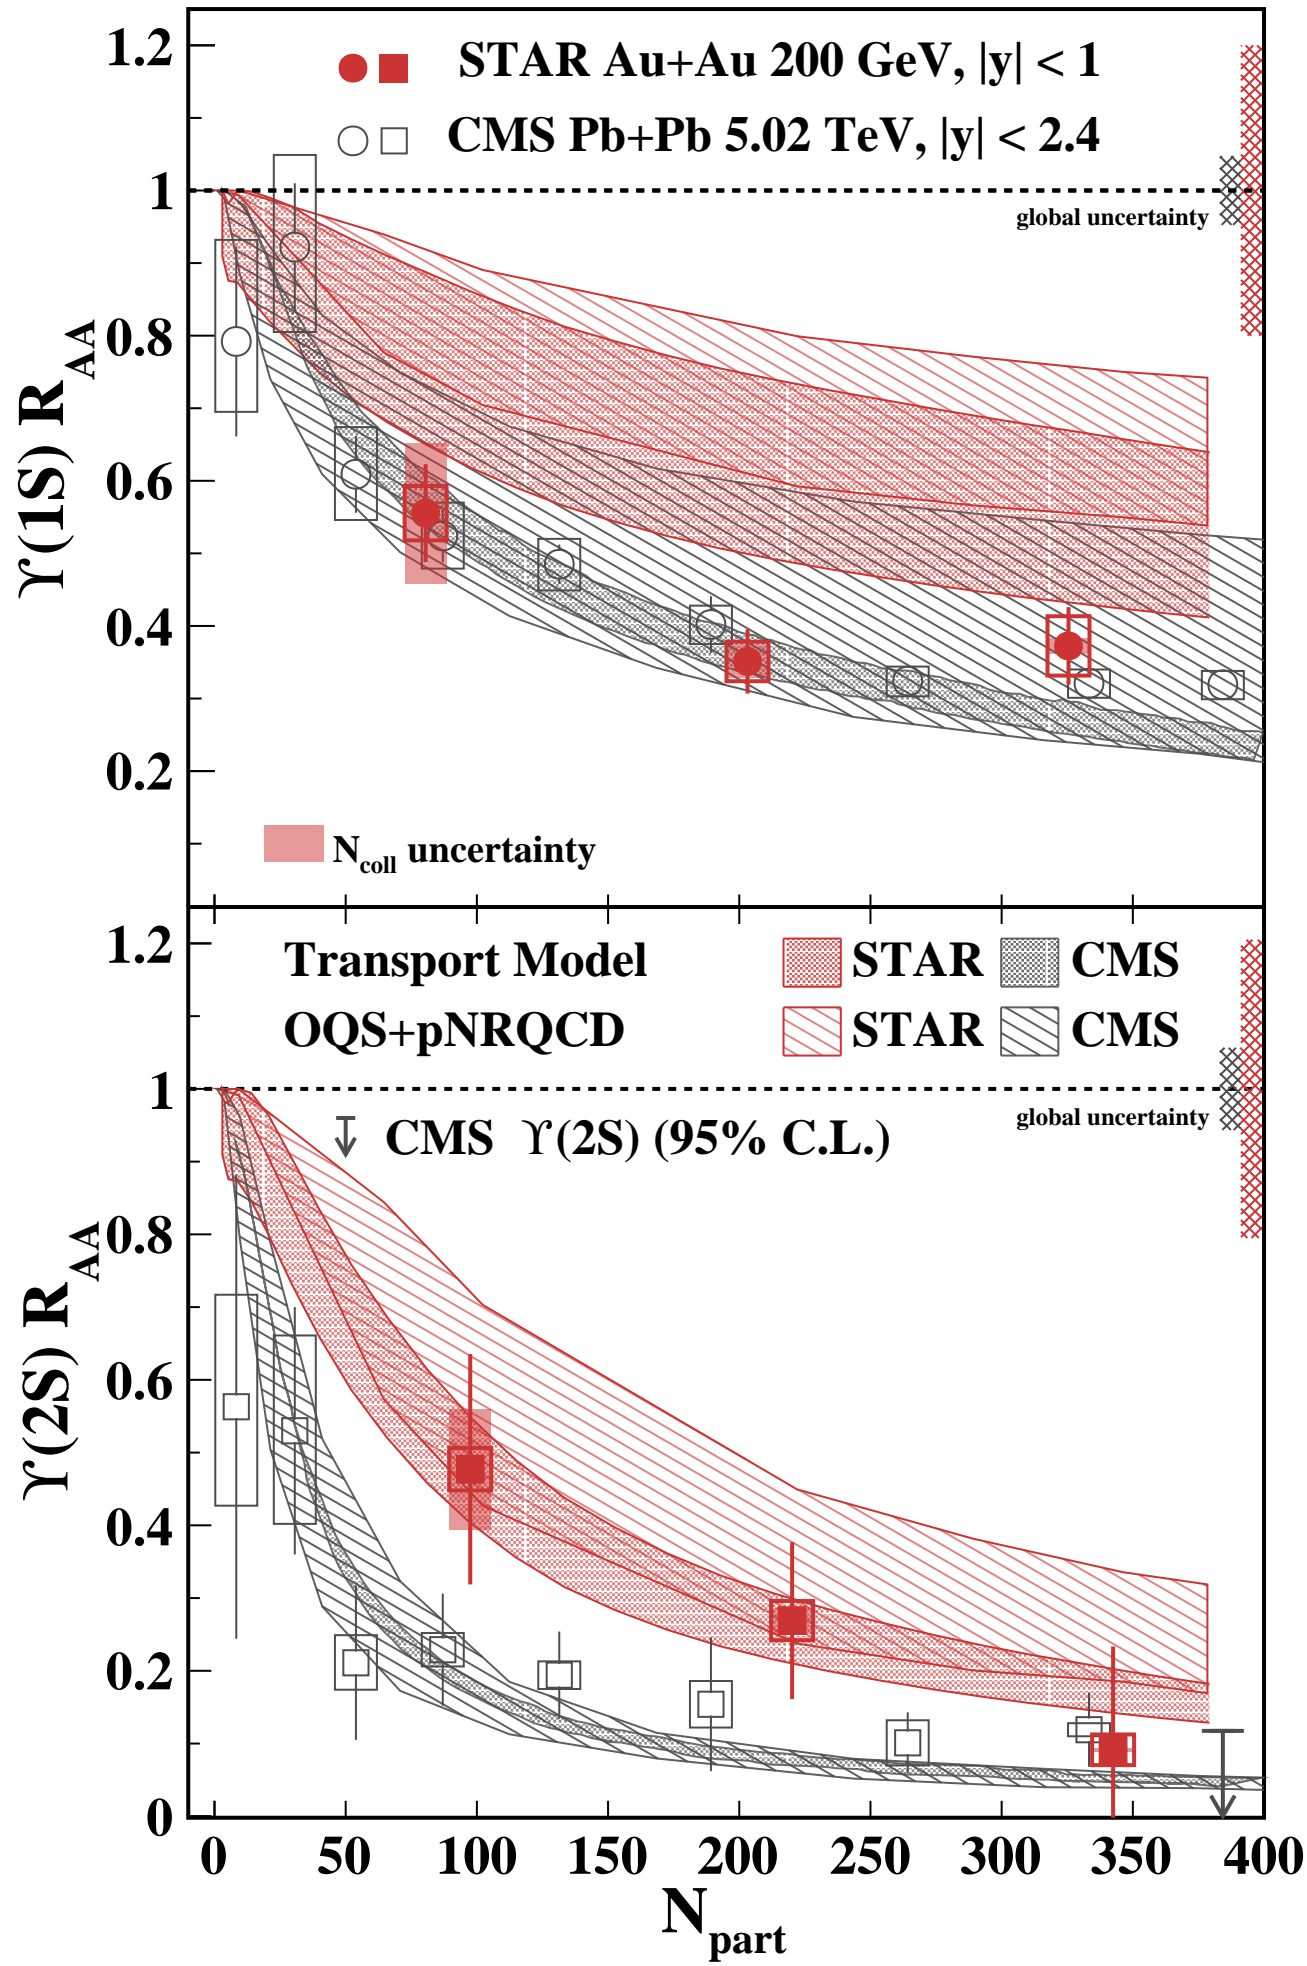 STAR Au+Au 200 GeV, |y| < 1
CMS Pb+Pb 5.02 TeV, |y| < 2.4
global uncertainty
ϒ(1S) R_AA
1.2
1
0.8
0.6
0.4
0.2
N_coll uncertainty
Transport Model STAR CMS
OQS+pNRQCD STAR CMS
global uncertainty
CMS ϒ(2S) (95% C.L.)
ϒ(2S) R_AA
1.2
1
0.8
0.6
0.4
0.2
0
0 50 100 150 200 250 300 350 400
N_part